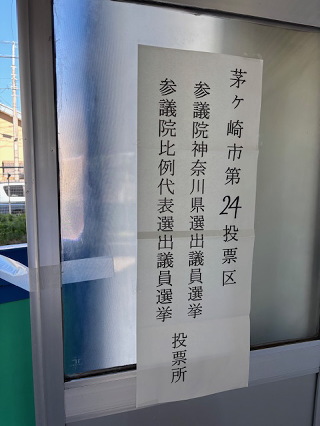 茅ヶ崎市第24投票区
参議院神奈川県選出議員選挙
参議院比例代表選出議員選挙
投票所